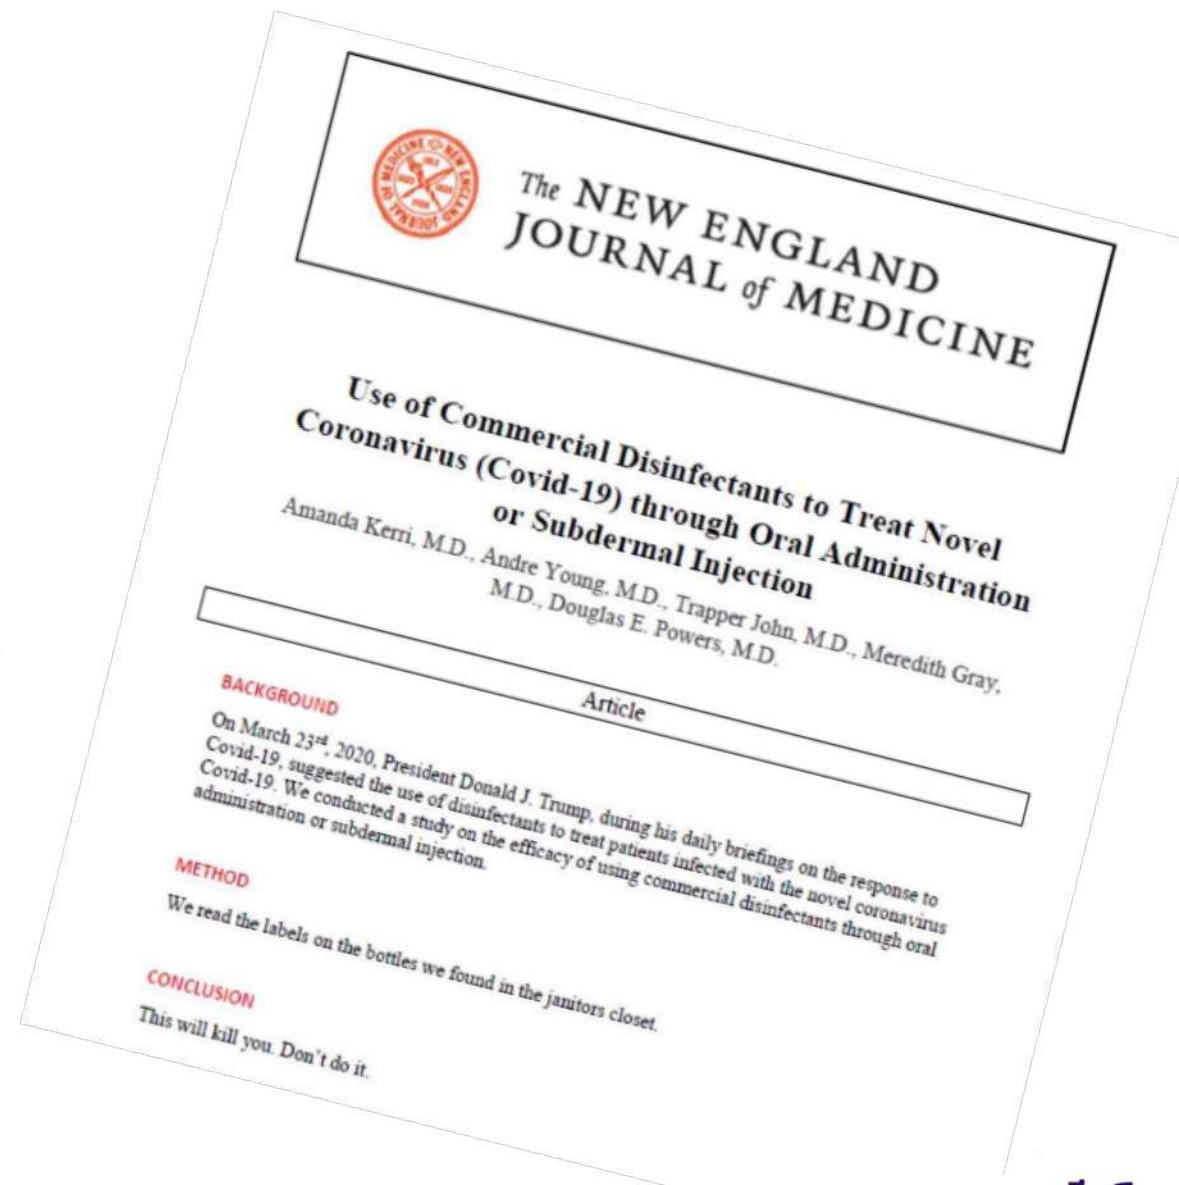 The NEW ENGLAND
JOURNAL of MEDICINE
Use of Commercial Disinfectants to Treat Novel
Coronavirus (Covid-19) through Oral Administration
or Subdermal Injection
Amanda Kerri, M.D., Andre Young, M.D., Trapper John, M.D., Meredith Gray,
M.D., Douglas E. Powers, M.D.
Article
BACKGROUND
On March 23rd, 2020, President Donald J. Trump, during his daily briefings on the response to
Covid-19, suggested the use of disinfectants to treat patients infected with the novel coronavirus
Covid-19. We conducted a study on the efficacy of using commercial disinfectants through oral
administration or subdermal injection.
METHOD
We read the labels on the bottles we found in the janitors closet.
CONCLUSION
This will kill you. Don't do it.